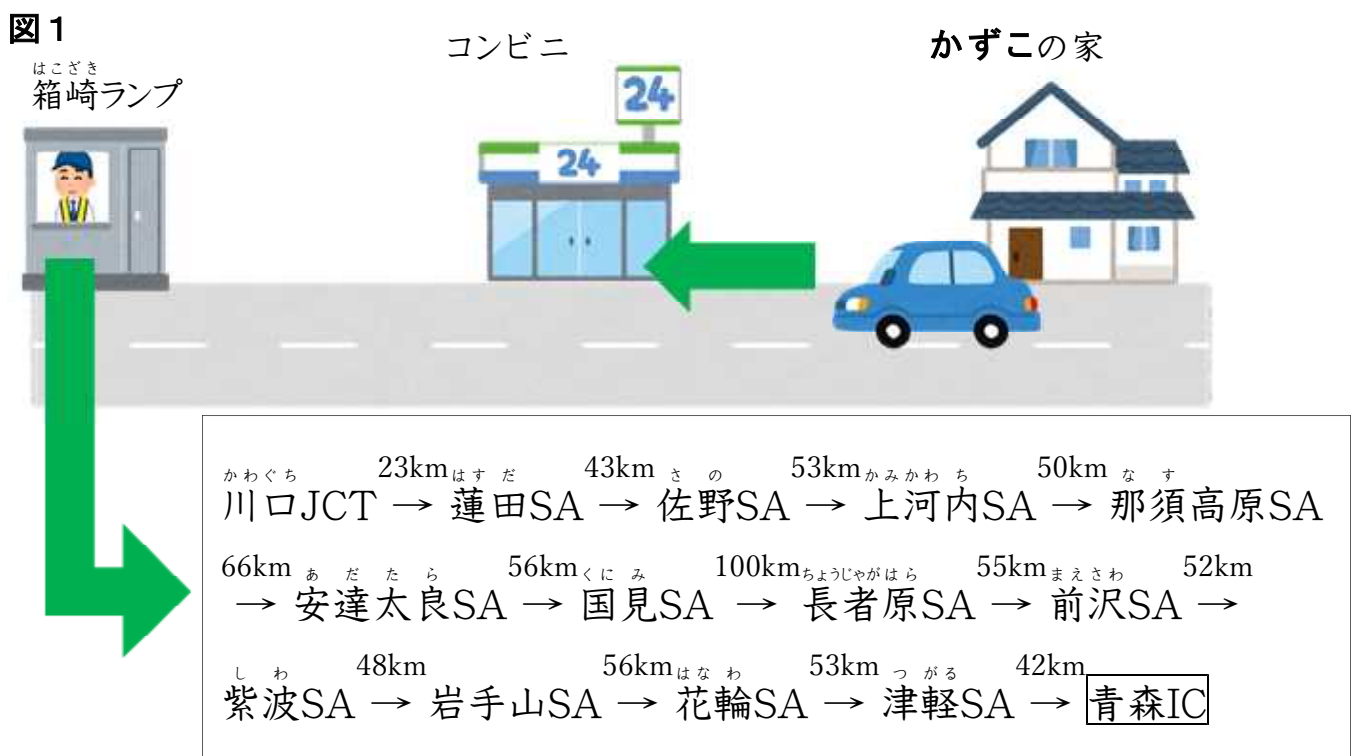 図1
コンビニ
かずこの家
はこざき
箱崎ランプ
24
24
かわぐち 23km はすだ 43km さの 53km かみかわち 50km なす
川口JCT → 蓮田SA → 佐野SA → 上河内SA → 那須高原SA
66km あだたら 56km くにみ 100km ちょうじゃがはら 55km まえさわ 52km
→ 安達太良SA → 国見SA → 長者原SA → 前沢SA →
しわ 48km 56km はなわ 53km つがる 42km
紫波SA → 岩手山SA → 花輪SA → 津軽SA → 青森IC